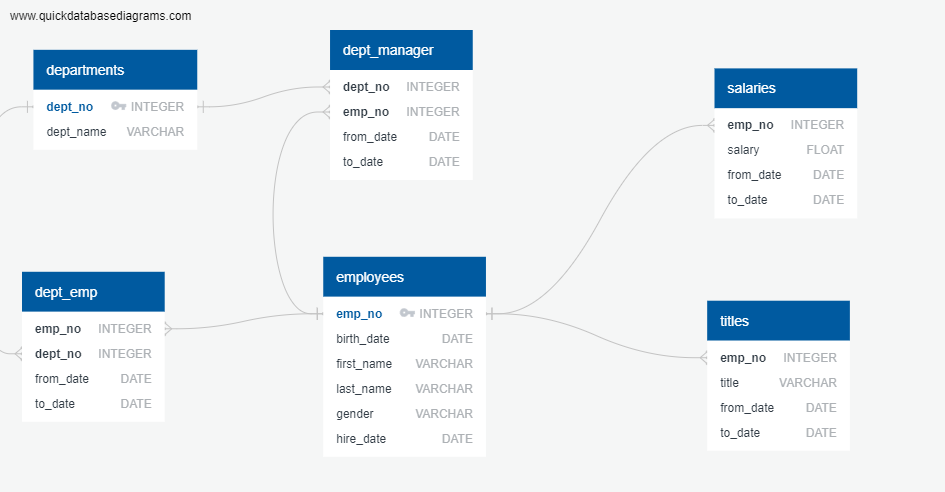 www.quickdatabasediagrams.com
departments
dept_no INTEGER
dept_name VARCHAR
dept_manager
dept_no INTEGER
emp_no INTEGER
from_date DATE
to_date DATE
salaries
emp_no INTEGER
salary FLOAT
from_date DATE
to_date DATE
dept_emp
emp_no INTEGER
dept_no INTEGER
from_date DATE
to_date DATE
employees
emp_no INTEGER
birth_date DATE
first_name VARCHAR
last_name VARCHAR
gender VARCHAR
hire_date DATE
titles
emp_no INTEGER
title VARCHAR
from_date DATE
to_date DATE